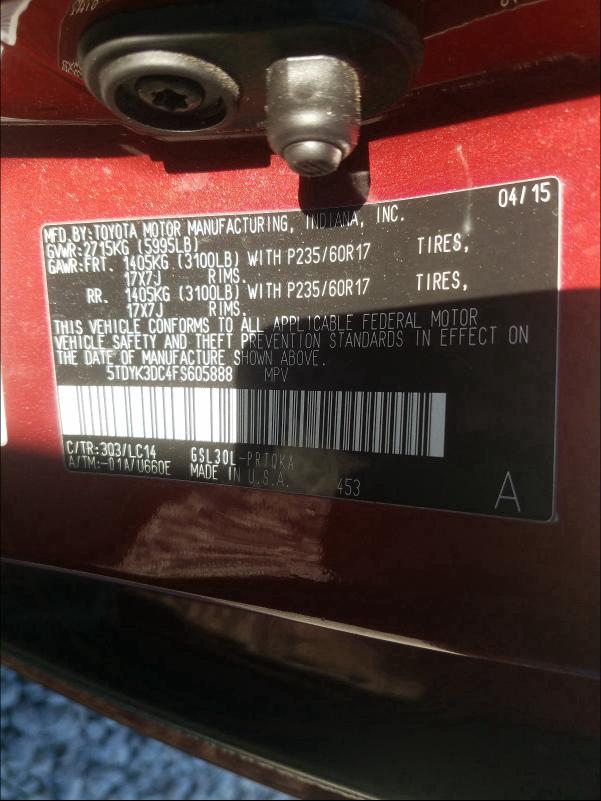 MFD.BY:TOYOTA MOTOR MANUFACTURING, INDIANA, INC. 04/15
GVWR:2715KG (5995LB)
GAWR:FRT. 1405KG (3100LB) WITH P235/60R17 TIRES,
17X7J RIMS.
RR. 1405KG (3100LB) WITH P235/60R17 TIRES,
17X7J RIMS.
THIS VEHICLE CONFORMS TO ALL APPLICABLE FEDERAL MOTOR
VEHICLE SAFETY AND THEFT PREVENTION STANDARDS IN EFFECT ON
THE DATE OF MANUFACTURE SHOWN ABOVE.
5TDYK3DC4FS605888 MPV
C/TR:3Q3/LC14 GSL30L-PRTQKA
A/TM:-01A/U660E MADE IN U.S.A. 453 A